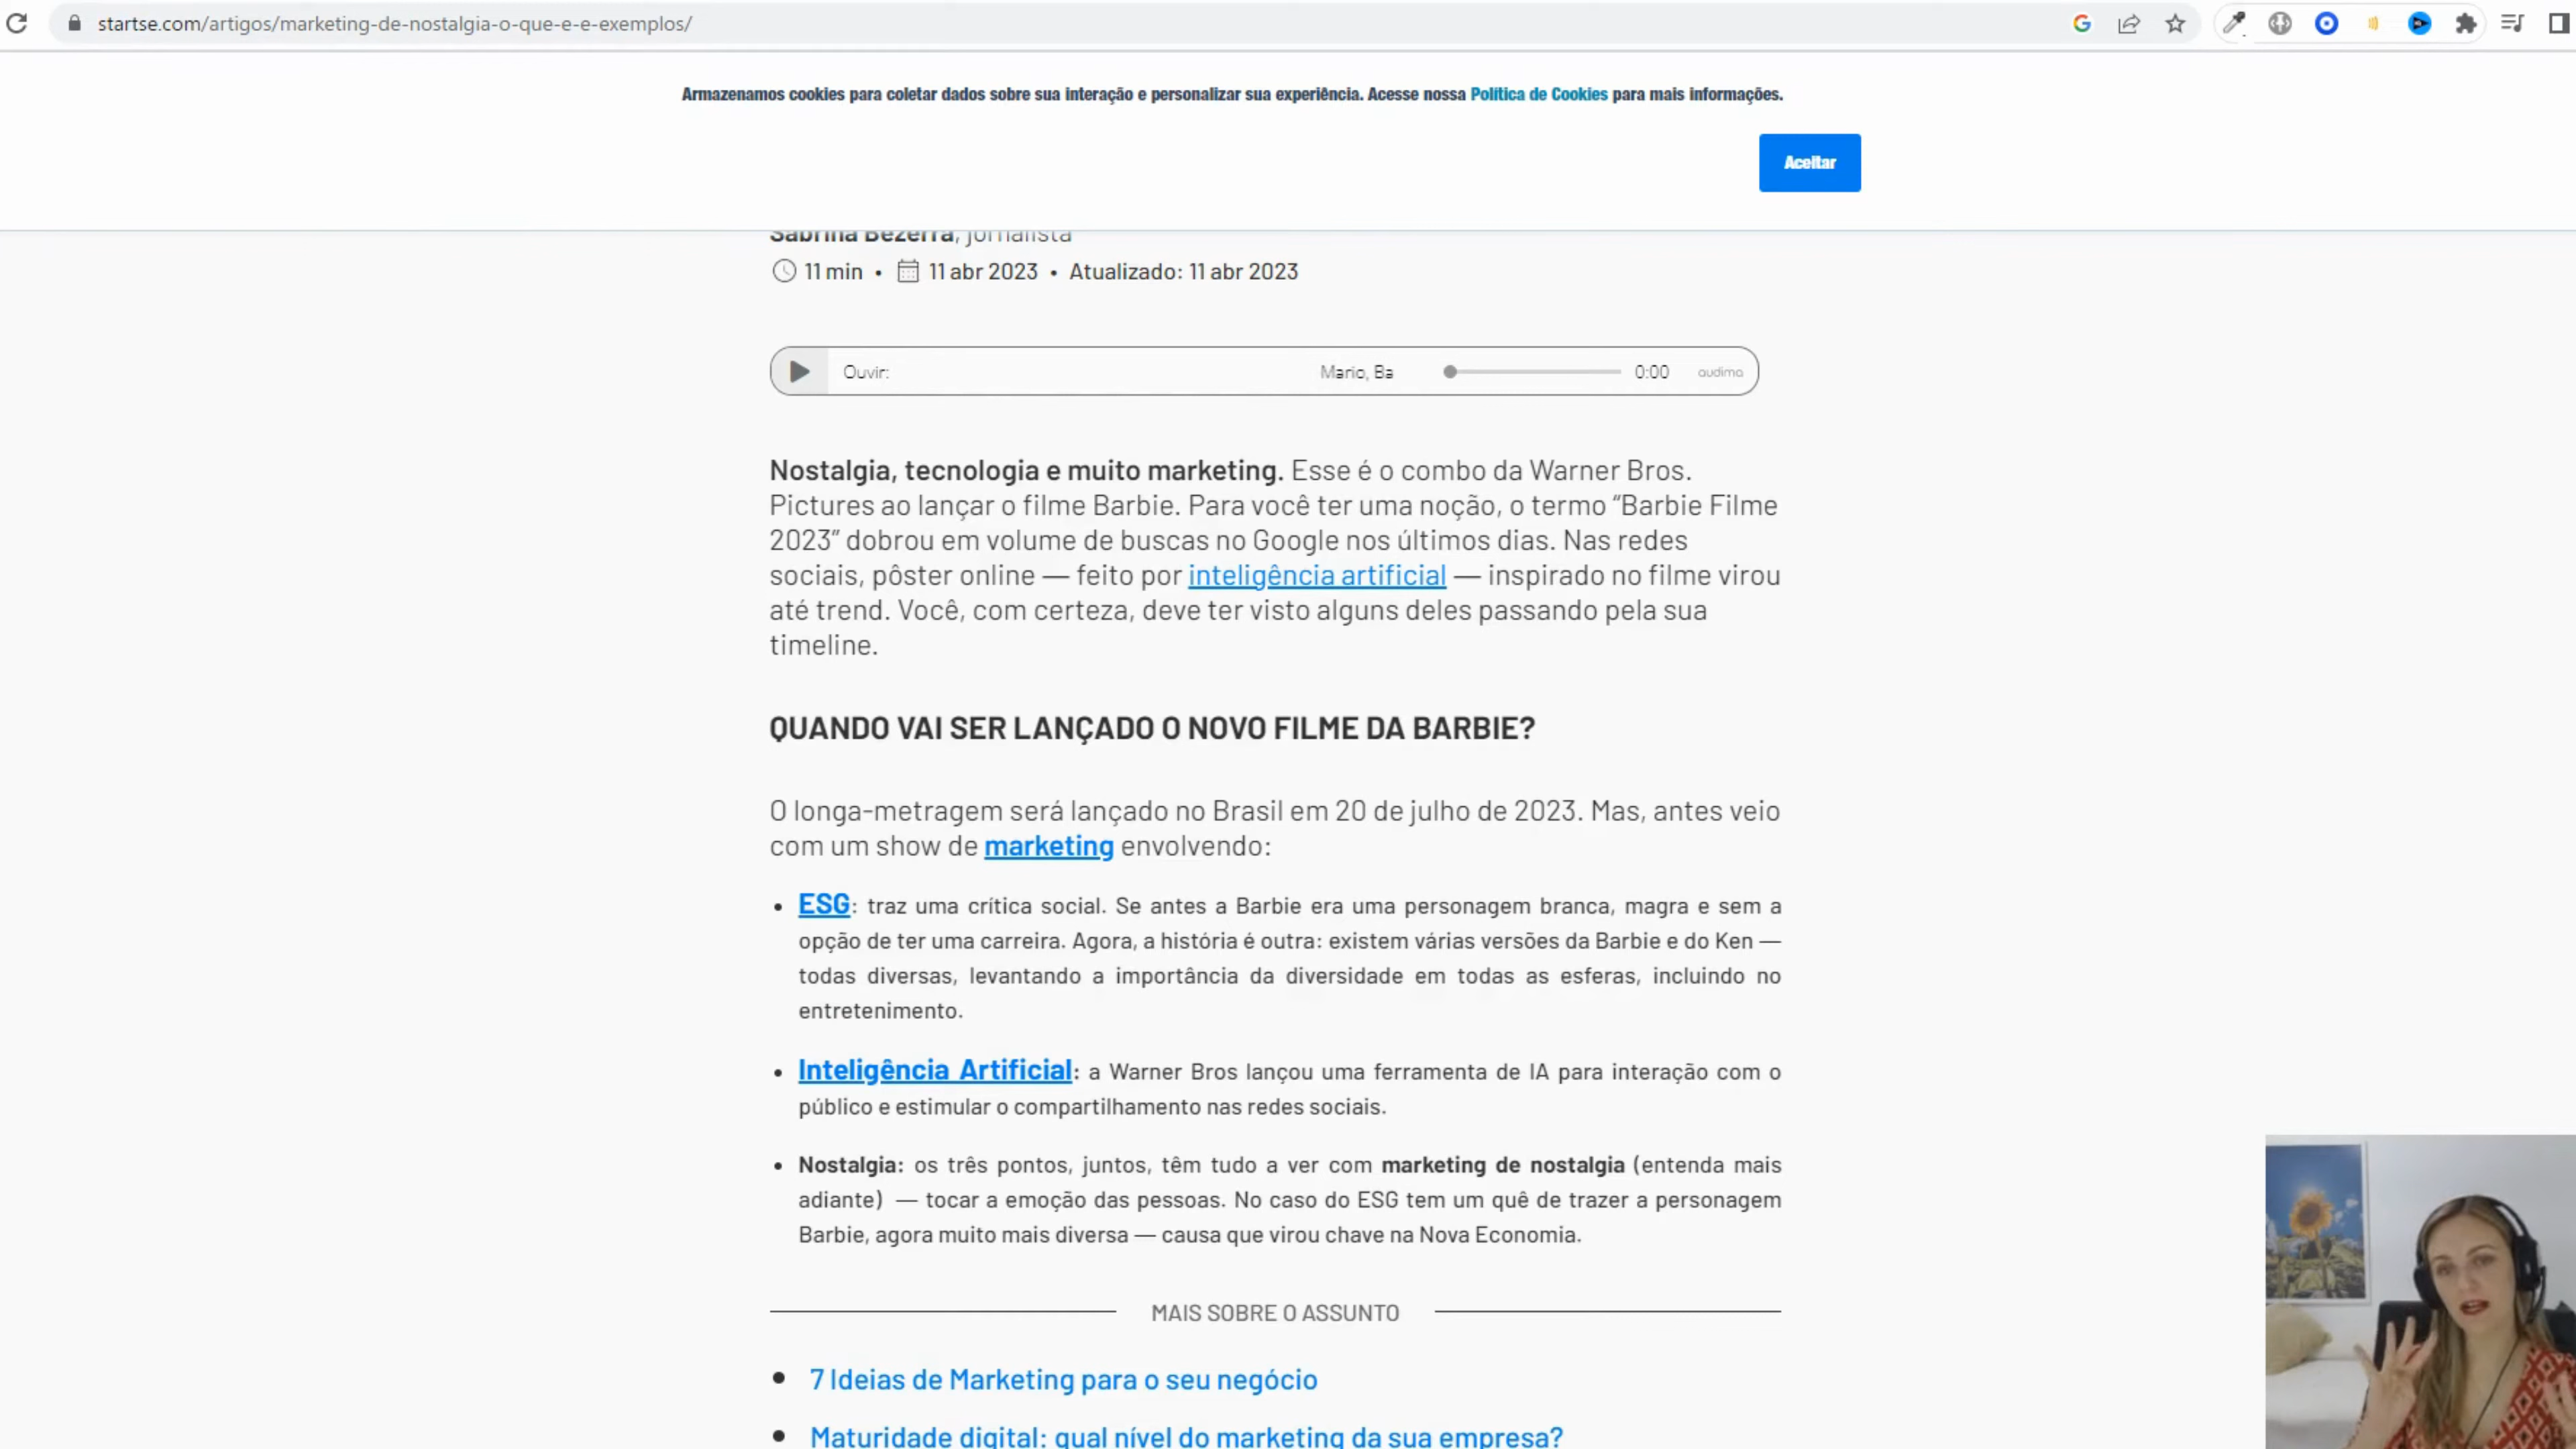 startse.com/artigos/marketing-de-nostalgia-o-que-e-e-exemplos/
Armazenamos cookies para coletar dados sobre sua interação e personalizar sua experiência. Acesse nossa Política de Cookies para mais informações.
Aceitar
Sabrina Bezerra, jornalista
11 min • 11 abr 2023 • Atualizado: 11 abr 2023
Ouvir: Mario, Ba 0:00 audima
Nostalgia, tecnologia e muito marketing. Esse é o combo da Warner Bros.
Pictures ao lançar o filme Barbie. Para você ter uma noção, o termo “Barbie Filme
2023” dobrou em volume de buscas no Google nos últimos dias. Nas redes
sociais, pôster online — feito por inteligência artificial — inspirado no filme virou
até trend. Você, com certeza, deve ter visto alguns deles passando pela sua
timeline.
QUANDO VAI SER LANÇADO O NOVO FILME DA BARBIE?
O longa-metragem será lançado no Brasil em 20 de julho de 2023. Mas, antes veio
com um show de marketing envolvendo:
• ESG: traz uma crítica social. Se antes a Barbie era uma personagem branca, magra e sem a
opção de ter uma carreira. Agora, a história é outra: existem várias versões da Barbie e do Ken —
todas diversas, levantando a importância da diversidade em todas as esferas, incluindo no
entretenimento.
• Inteligência Artificial: a Warner Bros lançou uma ferramenta de IA para interação com o
público e estimular o compartilhamento nas redes sociais.
• Nostalgia: os três pontos, juntos, têm tudo a ver com marketing de nostalgia (entenda mais
adiante) — tocar a emoção das pessoas. No caso do ESG tem um quê de trazer a personagem
Barbie, agora muito mais diversa — causa que virou chave na Nova Economia.
MAIS SOBRE O ASSUNTO
• 7 Ideias de Marketing para o seu negócio
• Maturidade digital: qual nível do marketing da sua empresa?